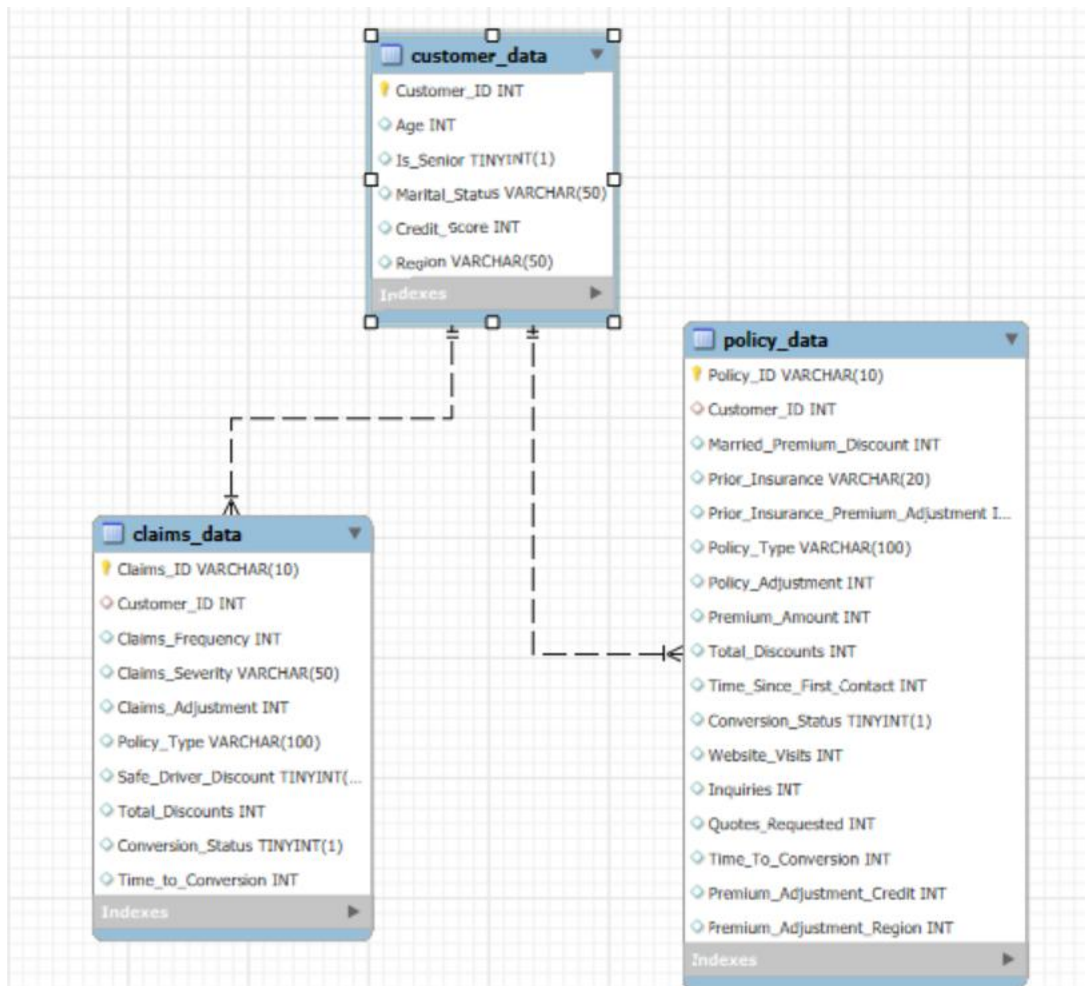 customer_data
Customer_ID INT
Age INT
Is_Senior TINYINT(1)
Marital_Status VARCHAR(50)
Credit_Score INT
Region VARCHAR(50)
Indexes
claims_data
Claims_ID VARCHAR(10)
Customer_ID INT
Claims_Frequency INT
Claims_Severity VARCHAR(50)
Claims_Adjustment INT
Policy_Type VARCHAR(100)
Safe_Driver_Discount TINYINT(...
Total_Discounts INT
Conversion_Status TINYINT(1)
Time_to_Conversion INT
Indexes
policy_data
Policy_ID VARCHAR(10)
Customer_ID INT
Married_Premium_Discount INT
Prior_Insurance VARCHAR(20)
Prior_Insurance_Premium_Adjustment I...
Policy_Type VARCHAR(100)
Policy_Adjustment INT
Premium_Amount INT
Total_Discounts INT
Time_Since_First_Contact INT
Conversion_Status TINYINT(1)
Website_Visits INT
Inquiries INT
Quotes_Requested INT
Time_To_Conversion INT
Premium_Adjustment_Credit INT
Premium_Adjustment_Region INT
Indexes